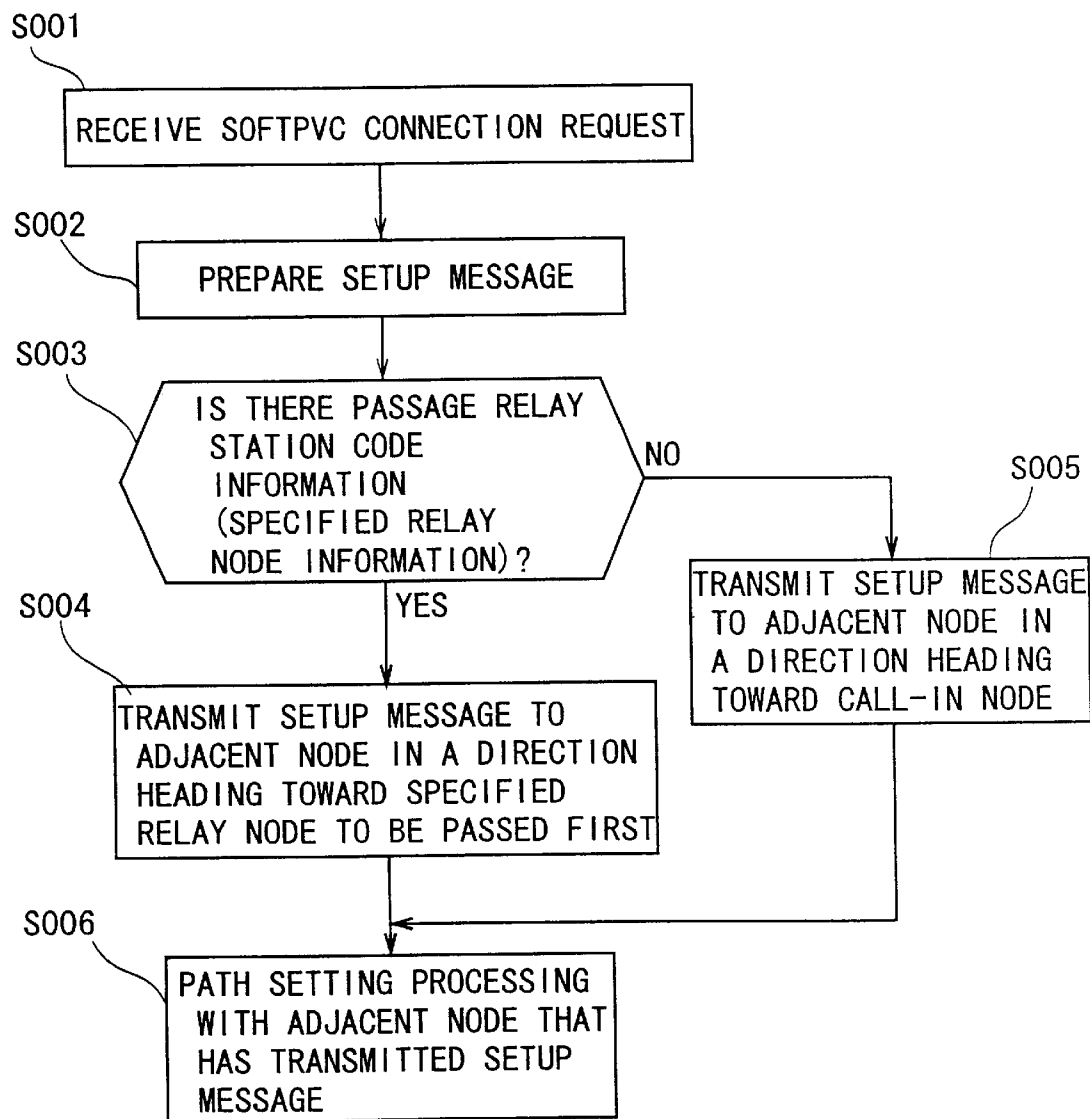 S001
RECEIVE SOFTPVC CONNECTION REQUEST
S002
PREPARE SETUP MESSAGE
S003
IS THERE PASSAGE RELAY
STATION CODE
INFORMATION
(SPECIFIED RELAY
NODE INFORMATION)?
NO
S005
TRANSMIT SETUP MESSAGE
TO ADJACENT NODE IN
A DIRECTION HEADING
TOWARD CALL-IN NODE
YES
S004
TRANSMIT SETUP MESSAGE TO
ADJACENT NODE IN A DIRECTION
HEADING TOWARD SPECIFIED
RELAY NODE TO BE PASSED FIRST
S006
PATH SETTING PROCESSING
WITH ADJACENT NODE THAT
HAS TRANSMITTED SETUP
MESSAGE